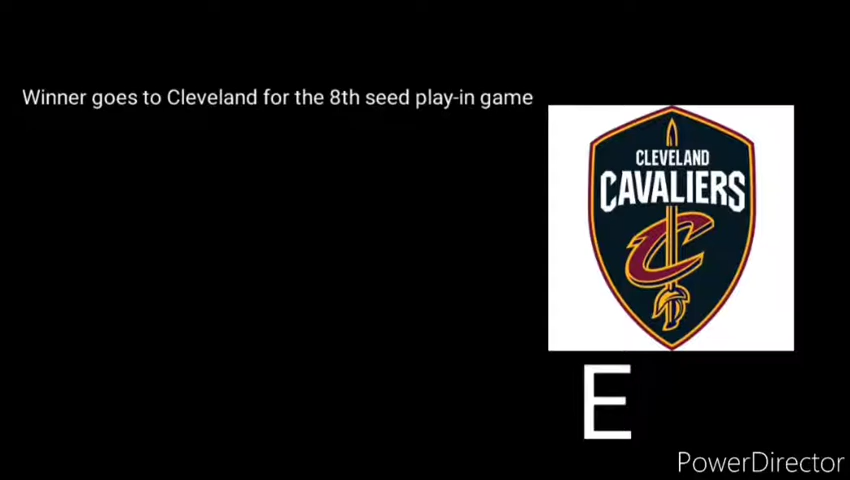 Winner goes to Cleveland for the 8th seed play-in game
CLEVELAND
CAVALIERS
C
E
PowerDirector